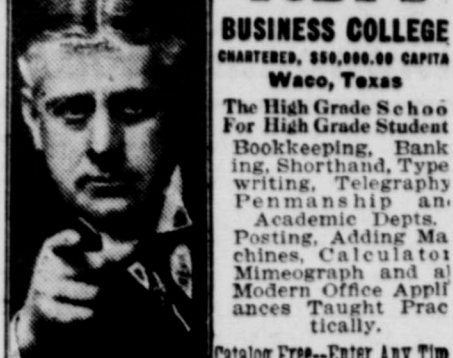 BUSINESS COLLEGE
CHARTERED, $50,000.00 CAPITA
Waco, Texas
The High Grade Schoo
For High Grade Student
Bookkeeping, Bank
ing, Shorthand, Type
writing, Telegraphy
Penmanship an
Academic Depts.
Posting, Adding Ma
chines, Calculator
Mimeograph and al
Modern Office Appli
ances Taught Prac
tically.
Catalog Free--Enter Any Tim